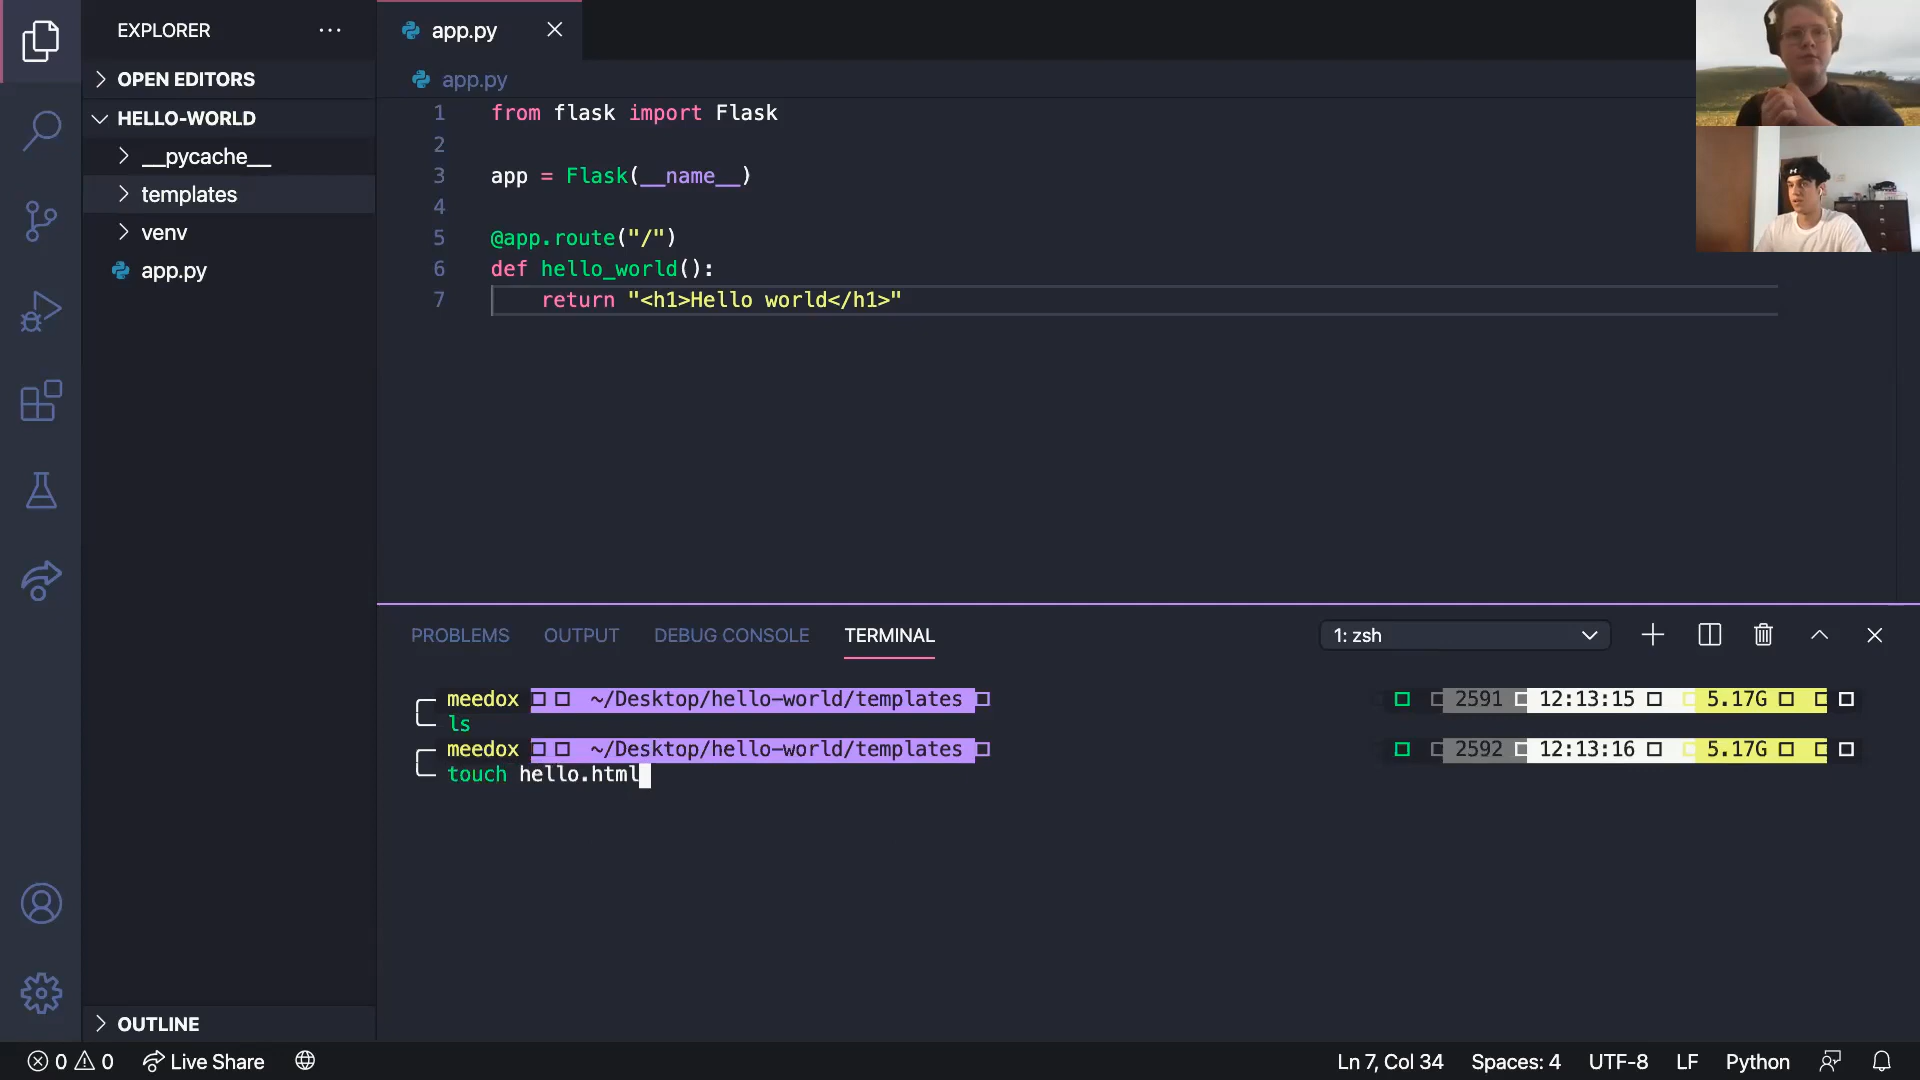 EXPLORER
OPEN EDITORS
HELLO-WORLD
__pycache__
templates
venv
app.py
OUTLINE
app.py
app.py
1 from flask import Flask
2
3 app = Flask(__name__)
4
5 @app.route("/")
6 def hello_world():
7 return "<h1>Hello world</h1>"
PROBLEMS OUTPUT DEBUG CONSOLE TERMINAL 1: zsh
meedox ~/Desktop/hello-world/templates 2591 12:13:15 5.17G
ls
meedox ~/Desktop/hello-world/templates 2592 12:13:16 5.17G
touch hello.html
0 0 Live Share Ln 7, Col 34 Spaces: 4 UTF-8 LF Python